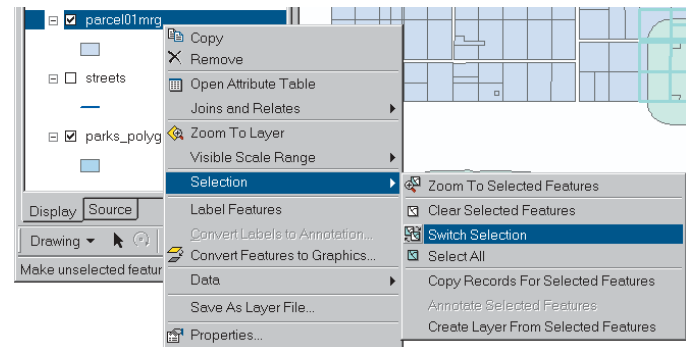 parcel01mrg
streets
parks_polyg
Display Source
Drawing
Make unselected featur
Copy
Remove
Open Attribute Table
Joins and Relates
Zoom To Layer
Visible Scale Range
Selection
Label Features
Convert Labels to Annotation...
Convert Features to Graphics...
Data
Save As Layer File...
Properties...
Zoom To Selected Features
Clear Selected Features
Switch Selection
Select All
Copy Records For Selected Features
Annotate Selected Features
Create Layer From Selected Features